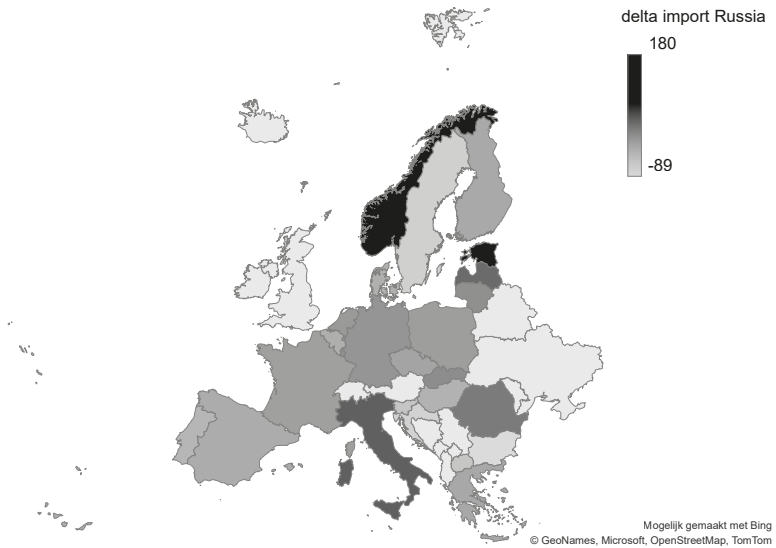 delta import Russia
180
-89
Mogelijk gemaakt met Bing
© GeoNames, Microsoft, OpenStreetMap, TomTom